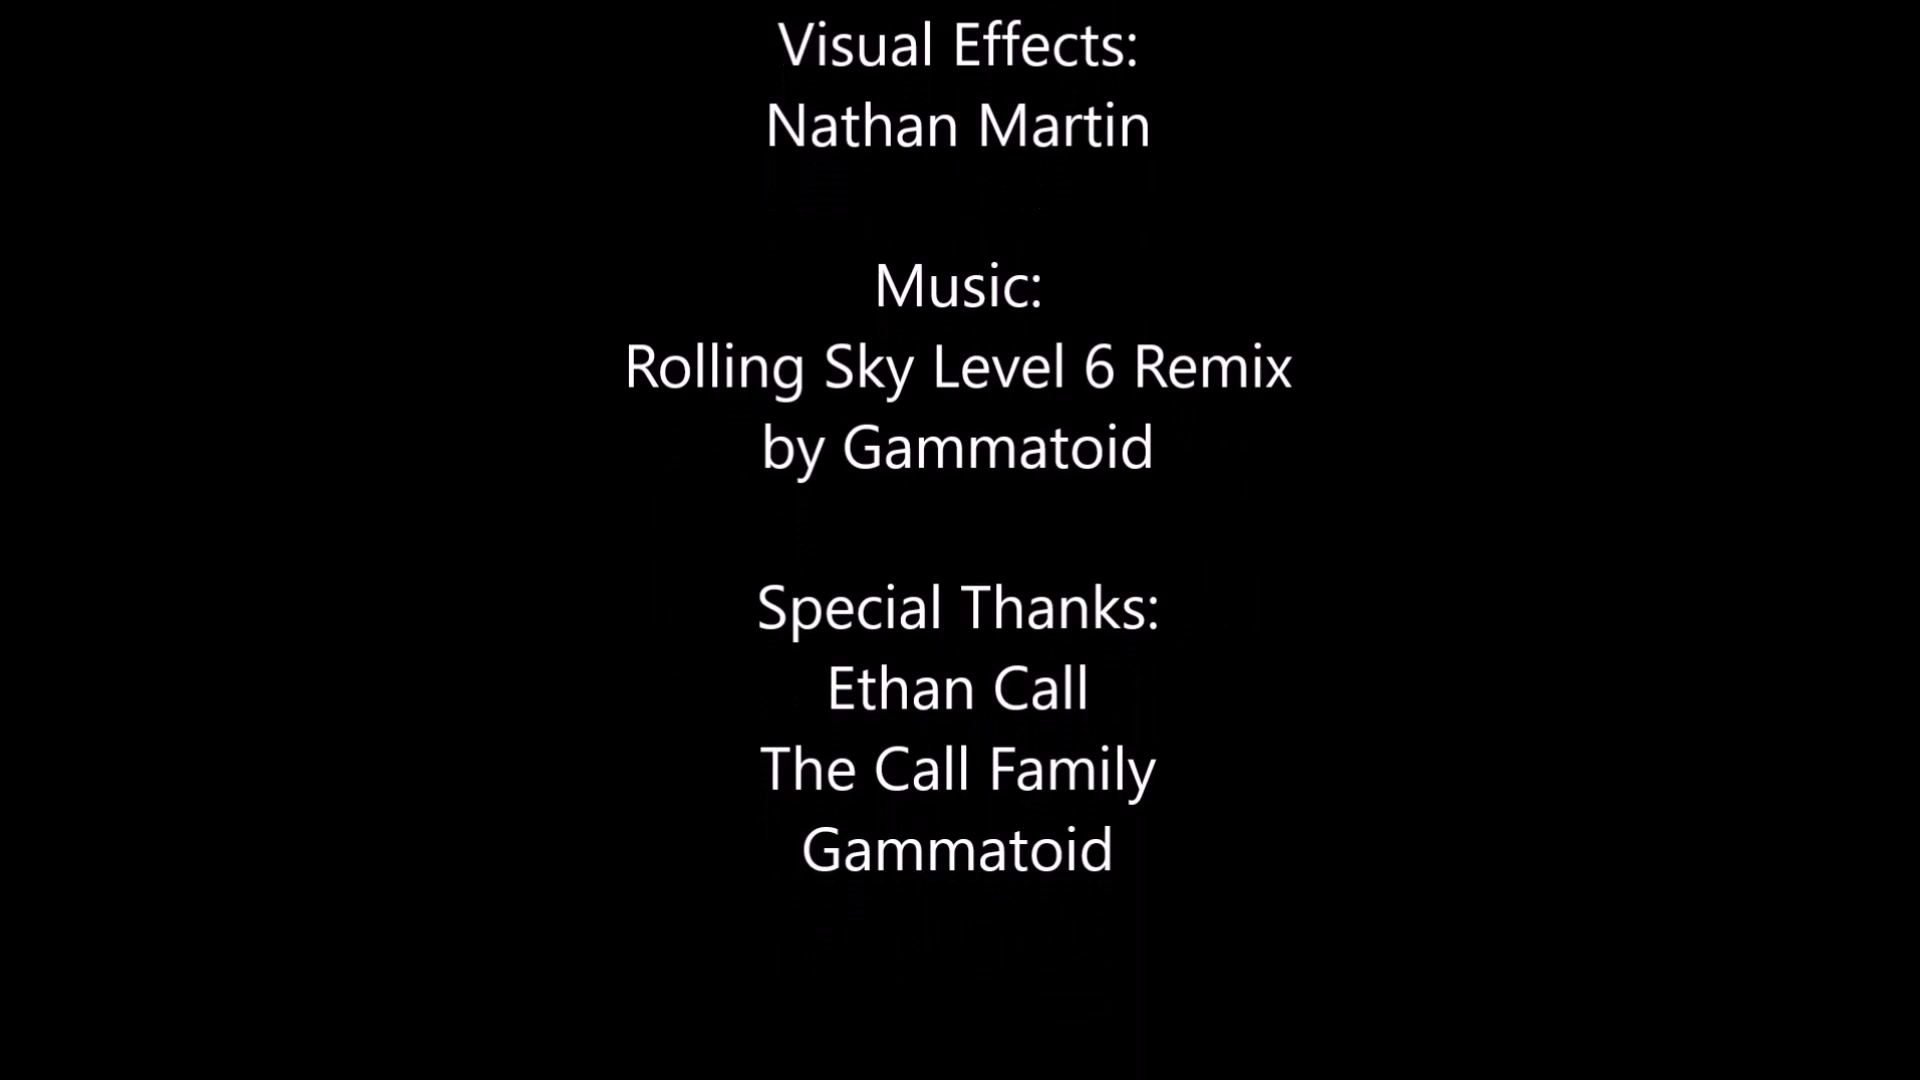 Visual Effects:
Nathan Martin
Music:
Rolling Sky Level 6 Remix
by Gammatoid
Special Thanks:
Ethan Call
The Call Family
Gammatoid